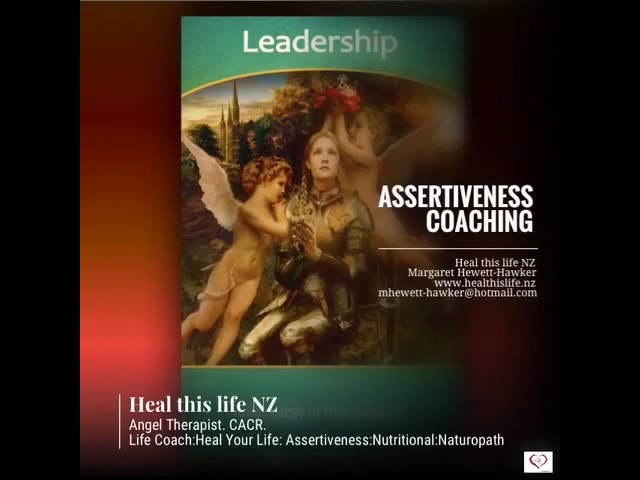 Leadership
ASSERTIVENESS
COACHING
Heal this life NZ
Margaret Hewett-Hawker
www.healthislife.nz
mhewett-hawker@hotmail.com
Heal this life NZ
Angel Therapist. CACR.
Life Coach:Heal Your Life: Assertiveness:Nutritional:Naturopath